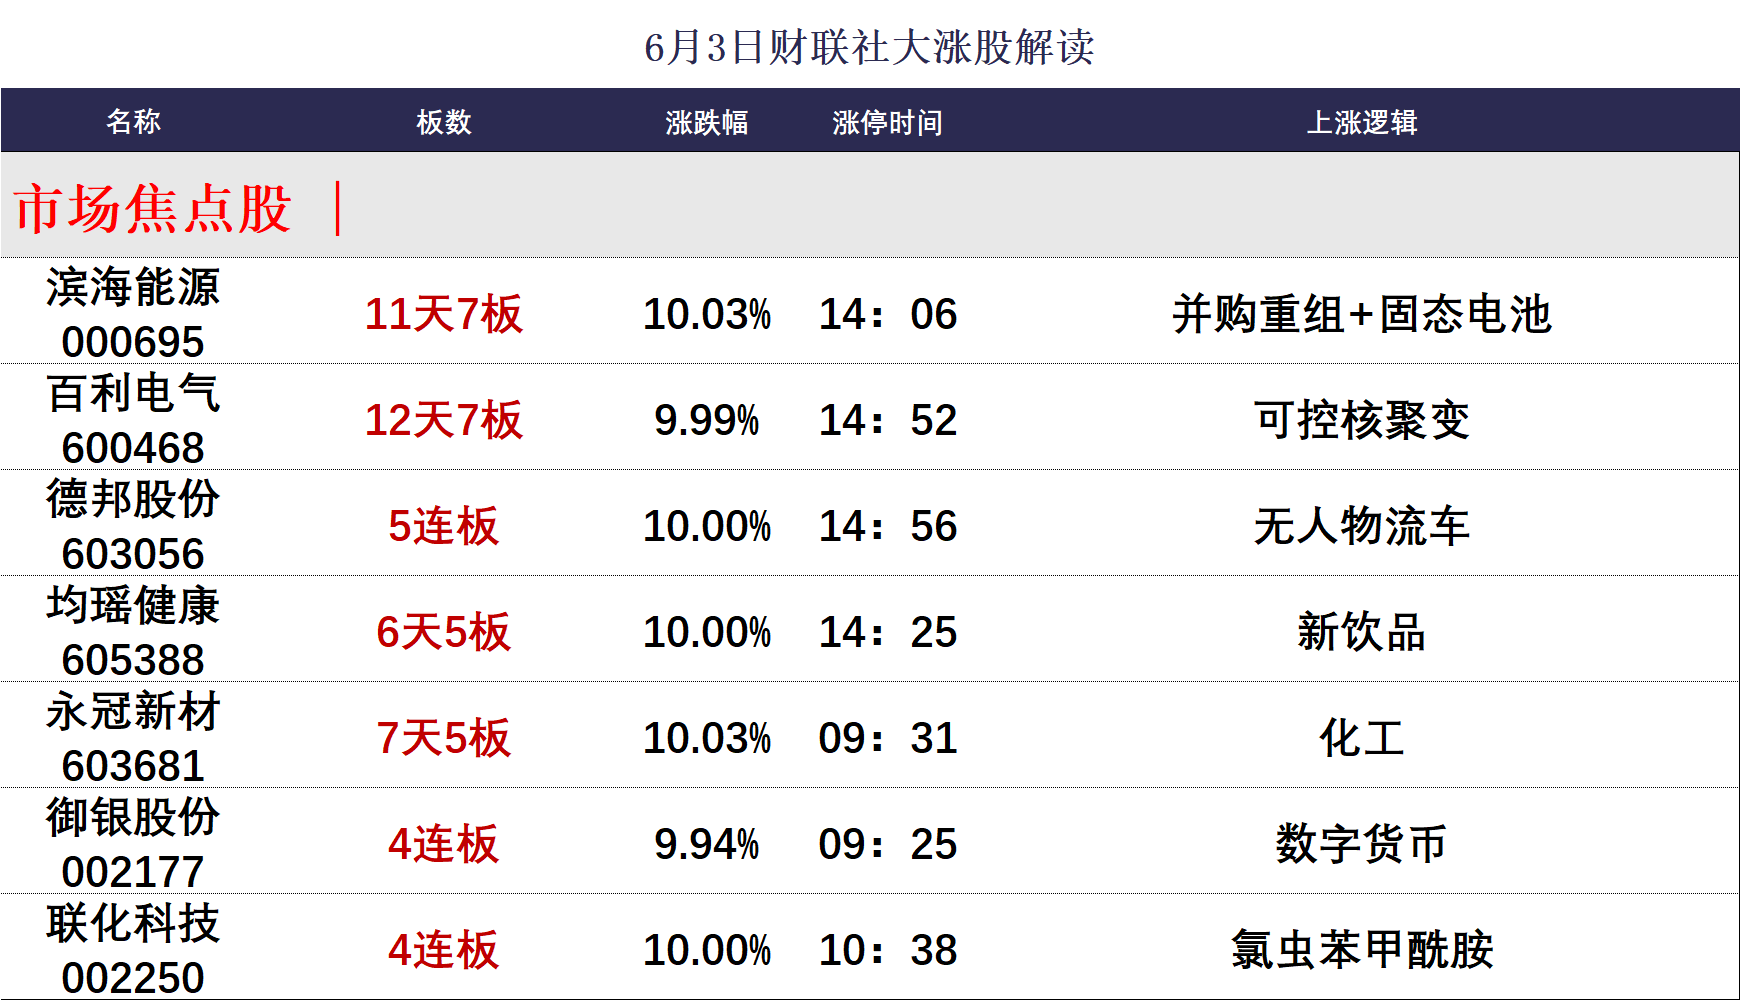 6月3日财联社大涨股解读
名称 板数 涨跌幅 涨停时间 上涨逻辑
市场焦点股 ｜
滨海能源
000695 11天7板 10.03% 14：06 并购重组+固态电池
百利电气
600468 12天7板 9.99% 14：52 可控核聚变
德邦股份
603056 5连板 10.00% 14：56 无人物流车
均瑶健康
605388 6天5板 10.00% 14：25 新饮品
永冠新材
603681 7天5板 10.03% 09：31 化工
御银股份
002177 4连板 9.94% 09：25 数字货币
联化科技
002250 4连板 10.00% 10：38 氯虫苯甲酰胺